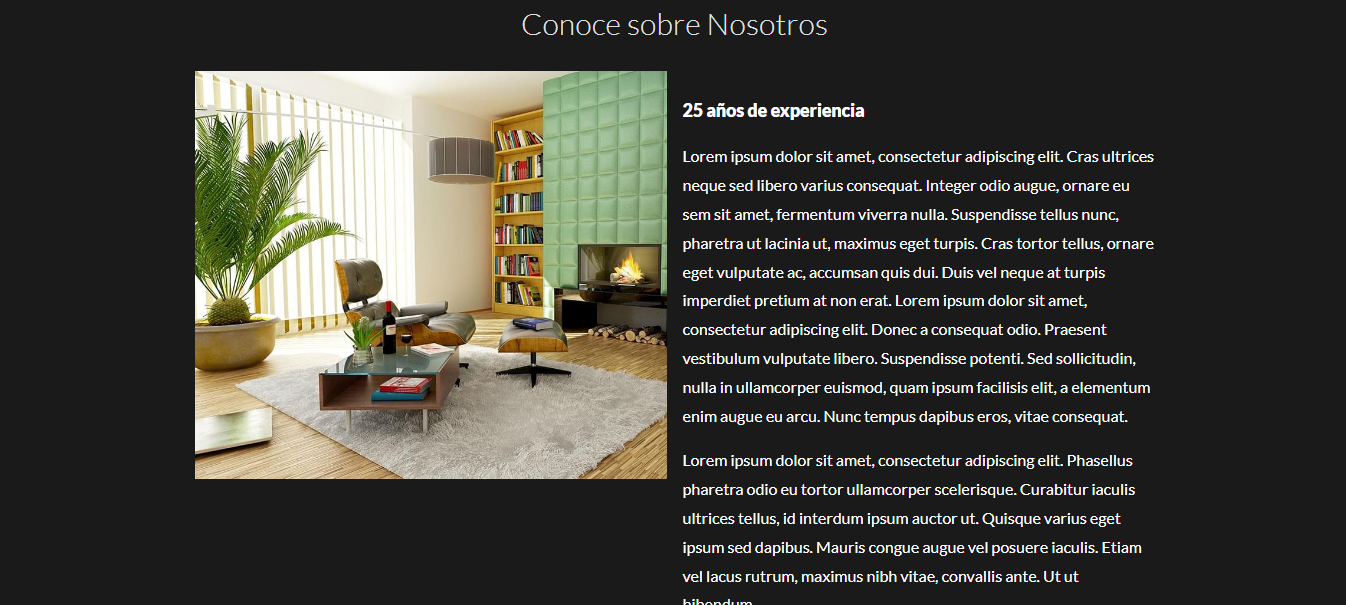 Conoce sobre Nosotros
25 años de experiencia
Lorem ipsum dolor sit amet, consectetur adipiscing elit. Cras ultrices
neque sed libero varius consequat. Integer odio augue, ornare eu
sem sit amet, fermentum viverra nulla. Suspendisse tellus nunc,
pharetra ut lacinia ut, maximus eget turpis. Cras tortor tellus, ornare
eget vulputate ac, accumsan quis dui. Duis vel neque at turpis
imperdiet pretium at non erat. Lorem ipsum dolor sit amet,
consectetur adipiscing elit. Donec a consequat odio. Praesent
vestibulum vulputate libero. Suspendisse potenti. Sed sollicitudin,
nulla in ullamcorper euismod, quam ipsum facilisis elit, a elementum
enim augue eu arcu. Nunc tempus dapibus eros, vitae consequat.
Lorem ipsum dolor sit amet, consectetur adipiscing elit. Phasellus
pharetra odio eu tortor ullamcorper scelerisque. Curabitur iaculis
ultrices tellus, id interdum ipsum auctor ut. Quisque varius eget
ipsum sed dapibus. Mauris congue augue vel posuere iaculis. Etiam
vel lacus rutrum, maximus nibh vitae, convallis ante. Ut ut
bibendum